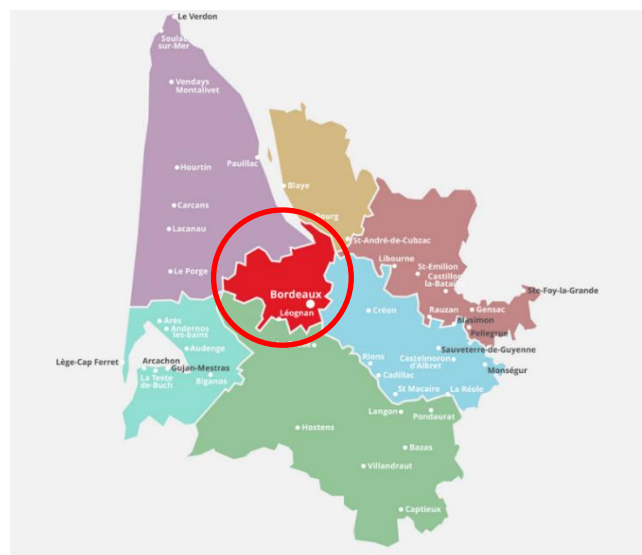 Le Verdon
Soulac
sur-Mer
Vendays
Montalivet
Pauillac
Hourtin
Blaye
Carcans
Bourg
Lacanau
St-André-de-Cubzac
Libourne
Le Porge
St-Emilion
Castillon
la-Bataille
Ste-Foy-la-Grande
Bordeaux
Léognan
Créon
Rauzan
Gensac
Blasimon
Pellegrue
Arès
Andernos
les-bains
Audenge
Sauveterre-de-Guyenne
Lège-Cap Ferret
Arcachon
Gujan-Mestras
La Teste
de-Buch
Biganos
Rions
Castelmoron
d'Albret
Monségur
Cadillac
St Macaire
La Réole
Langon
Pondaurat
Hostens
Bazas
Villandraut
Captieux